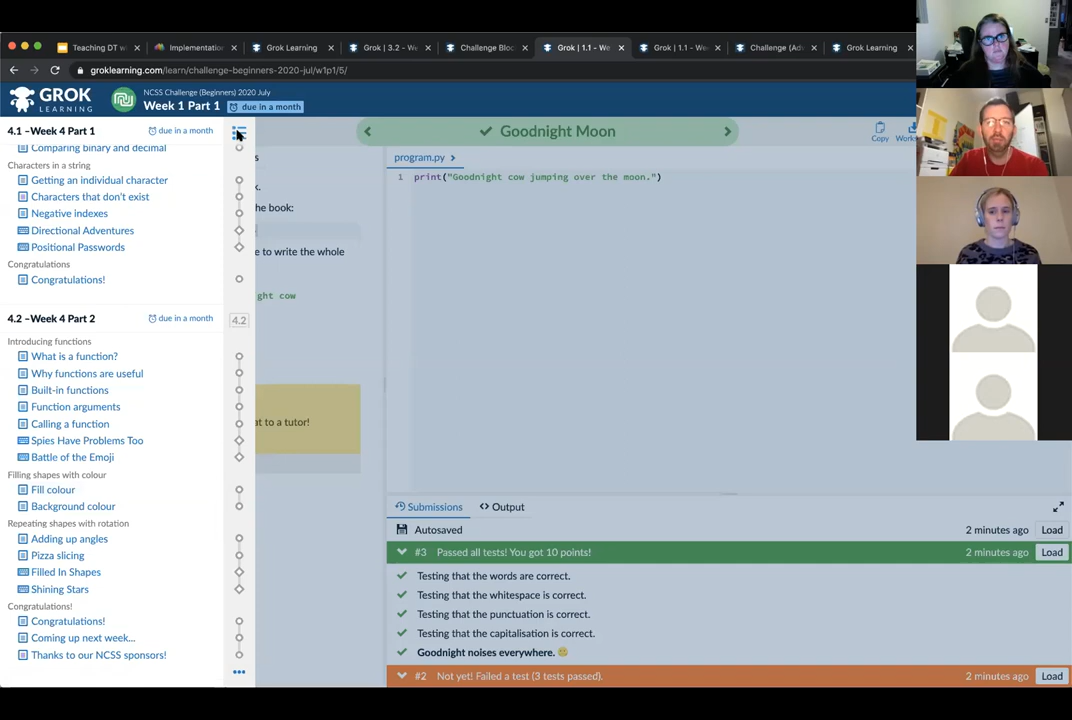 Teaching DT w
Implementatio
Grok Learning
Grok | 3.2 - We
Challenge Bloc
Grok | 1.1 - We
Grok | 1.1 - We
Challenge (Adv
Grok Learning
groklearning.com/learn/challenge-beginners-2020-jul/w1p1/5/
GROK
LEARNING
NCSS Challenge (Beginners) 2020 July
Week 1 Part 1 due in a month
4.1 –Week 4 Part 1 due in a month
Comparing binary and decimal
Characters in a string
Getting an individual character
Characters that don't exist
Negative indexes
Directional Adventures
Positional Passwords
Congratulations
Congratulations!
4.2 –Week 4 Part 2 due in a month
4.2
Introducing functions
What is a function?
Why functions are useful
Built-in functions
Function arguments
Calling a function
Spies Have Problems Too
Battle of the Emoji
Filling shapes with colour
Fill colour
Background colour
Repeating shapes with rotation
Adding up angles
Pizza slicing
Filled In Shapes
Shining Stars
Congratulations!
Congratulations!
Coming up next week...
Thanks to our NCSS sponsors!
s
k.
he book:
e to write the whole
ght cow
at to a tutor!
Goodnight Moon
Copy
Work
program.py
1 print("Goodnight cow jumping over the moon.")
Submissions
Output
Autosaved 2 minutes ago Load
#3 Passed all tests! You got 10 points! 2 minutes ago Load
Testing that the words are correct.
Testing that the whitespace is correct.
Testing that the punctuation is correct.
Testing that the capitalisation is correct.
Goodnight noises everywhere. 
#2 Not yet! Failed a test (3 tests passed). 2 minutes ago Load